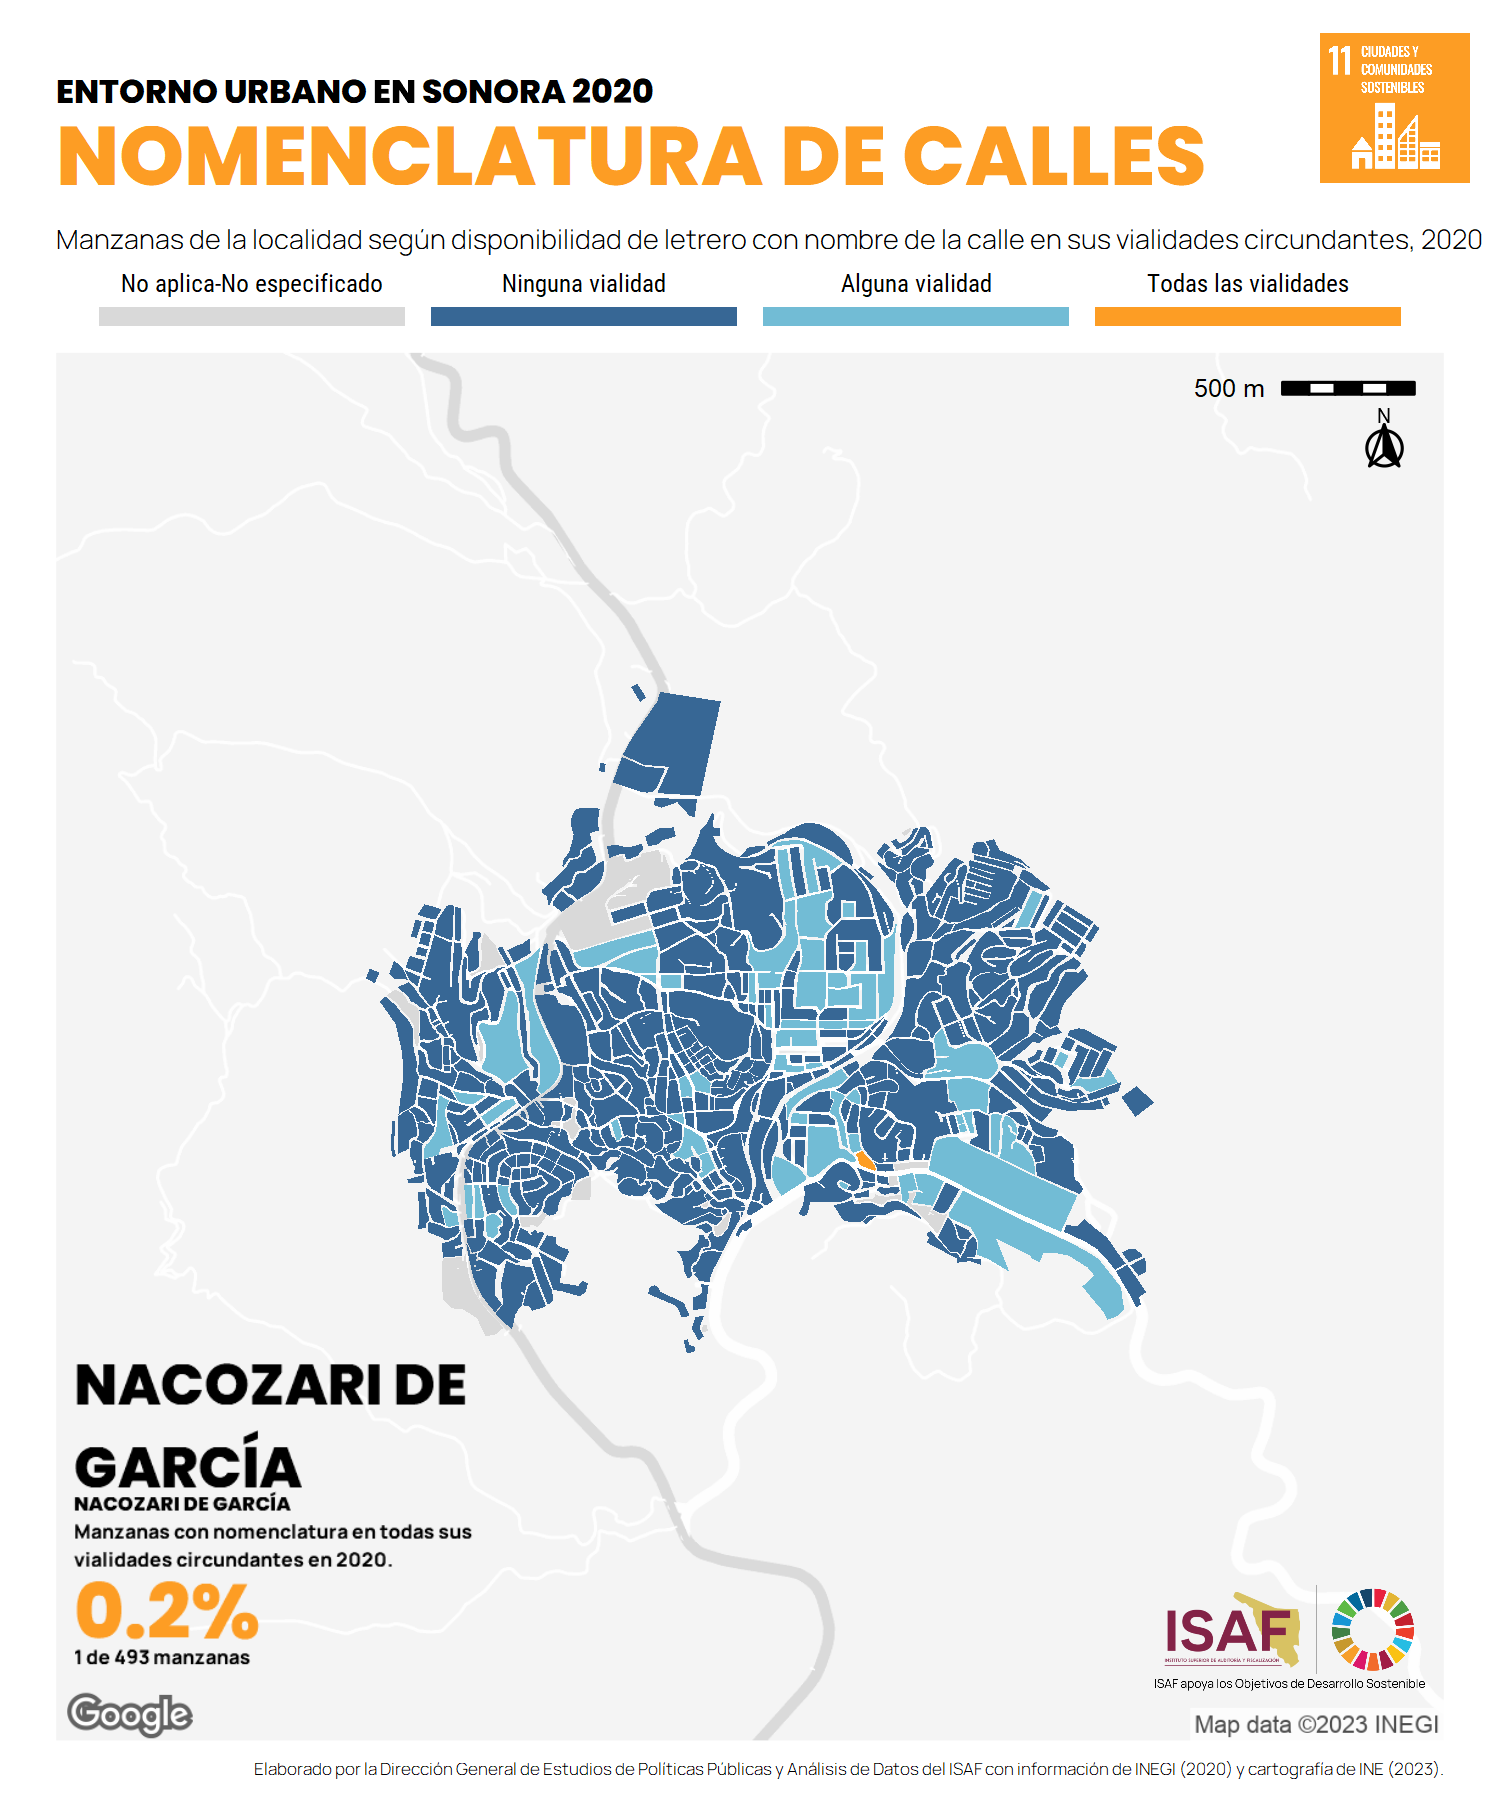 ENTORNO URBANO EN SONORA 2020
NOMENCLATURA DE CALLES
11 CIUDADES Y
COMUNIDADES
SOSTENIBLES
Manzanas de la localidad según disponibilidad de letrero con nombre de la calle en sus vialidades circundantes, 2020
No aplica-No especificado
Ninguna vialidad
Alguna vialidad
Todas las vialidades
500 m
N
NACOZARI DE
GARCÍA
NACOZARI DE GARCÍA
Manzanas con nomenclatura en todas sus
vialidades circundantes en 2020.
0.2%
1 de 493 manzanas
ISAF
INSTITUTO SUPERIOR DE AUDITORÍA Y FISCALIZACIÓN
ISAF apoya los Objetivos de Desarrollo Sostenible
Google
Map data ©2023 INEGI
Elaborado por la Dirección General de Estudios de Políticas Públicas y Análisis de Datos del ISAF con información de INEGI (2020) y cartografía de INE (2023).